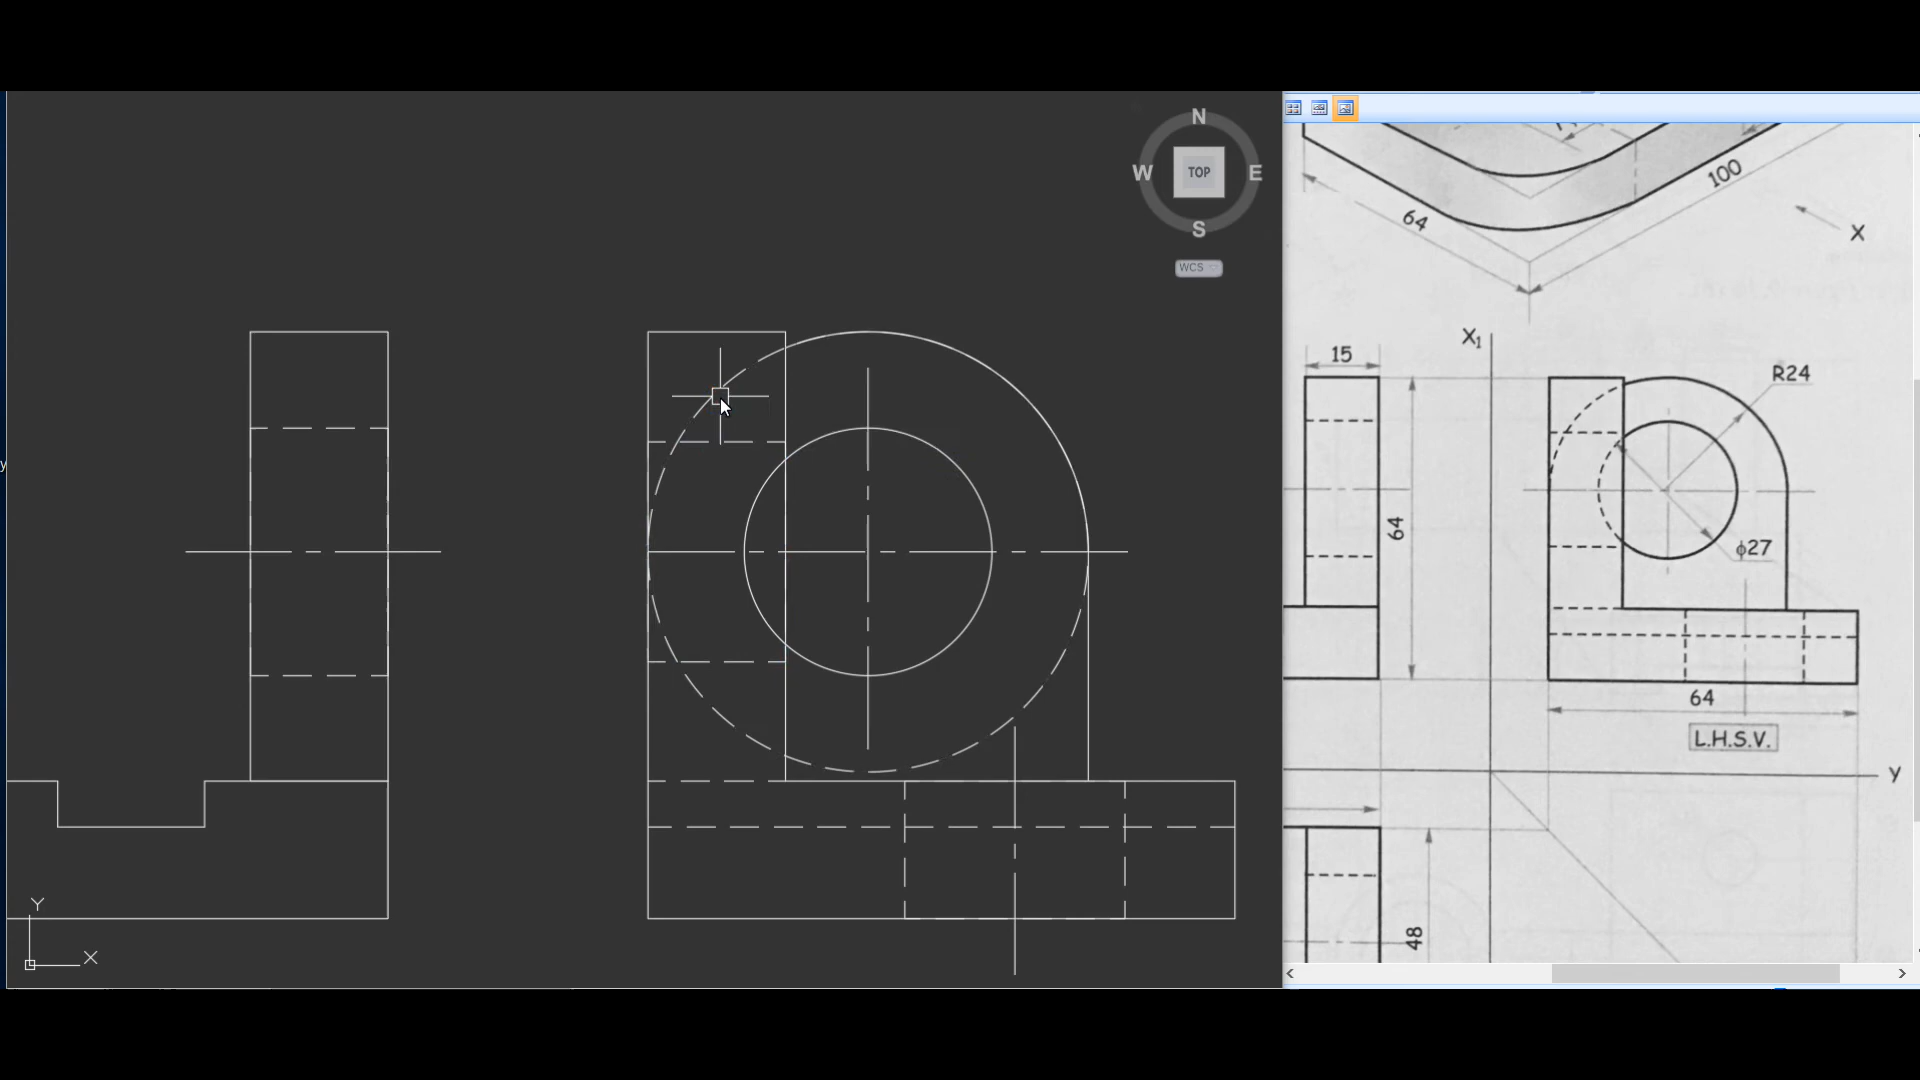 N
W TOP E
S
WCS
Y
X
y
100
64
X
X1
15
R24
64
φ27
64
L.H.S.V.
y
48